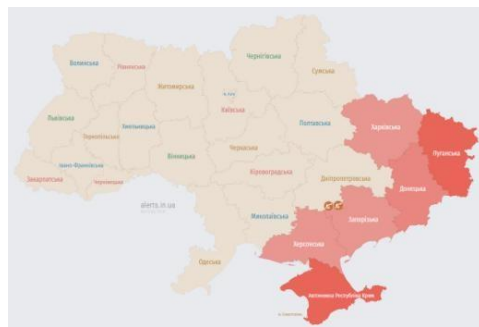 Чернігівська
Волинська
Рівненська
Сумська
Житомирська
Київська
Полтавська
Харківська
Львівська
Тернопільська
Хмельницька
Черкаська
Луганська
Івано-Франківська
Вінницька
Кіровоградська
Дніпропетровська
Донецька
Закарпатська
Чернівецька
alerts.in.ua
Миколаївська
Запорізька
Херсонська
Одеська
Автономна Республіка Крим